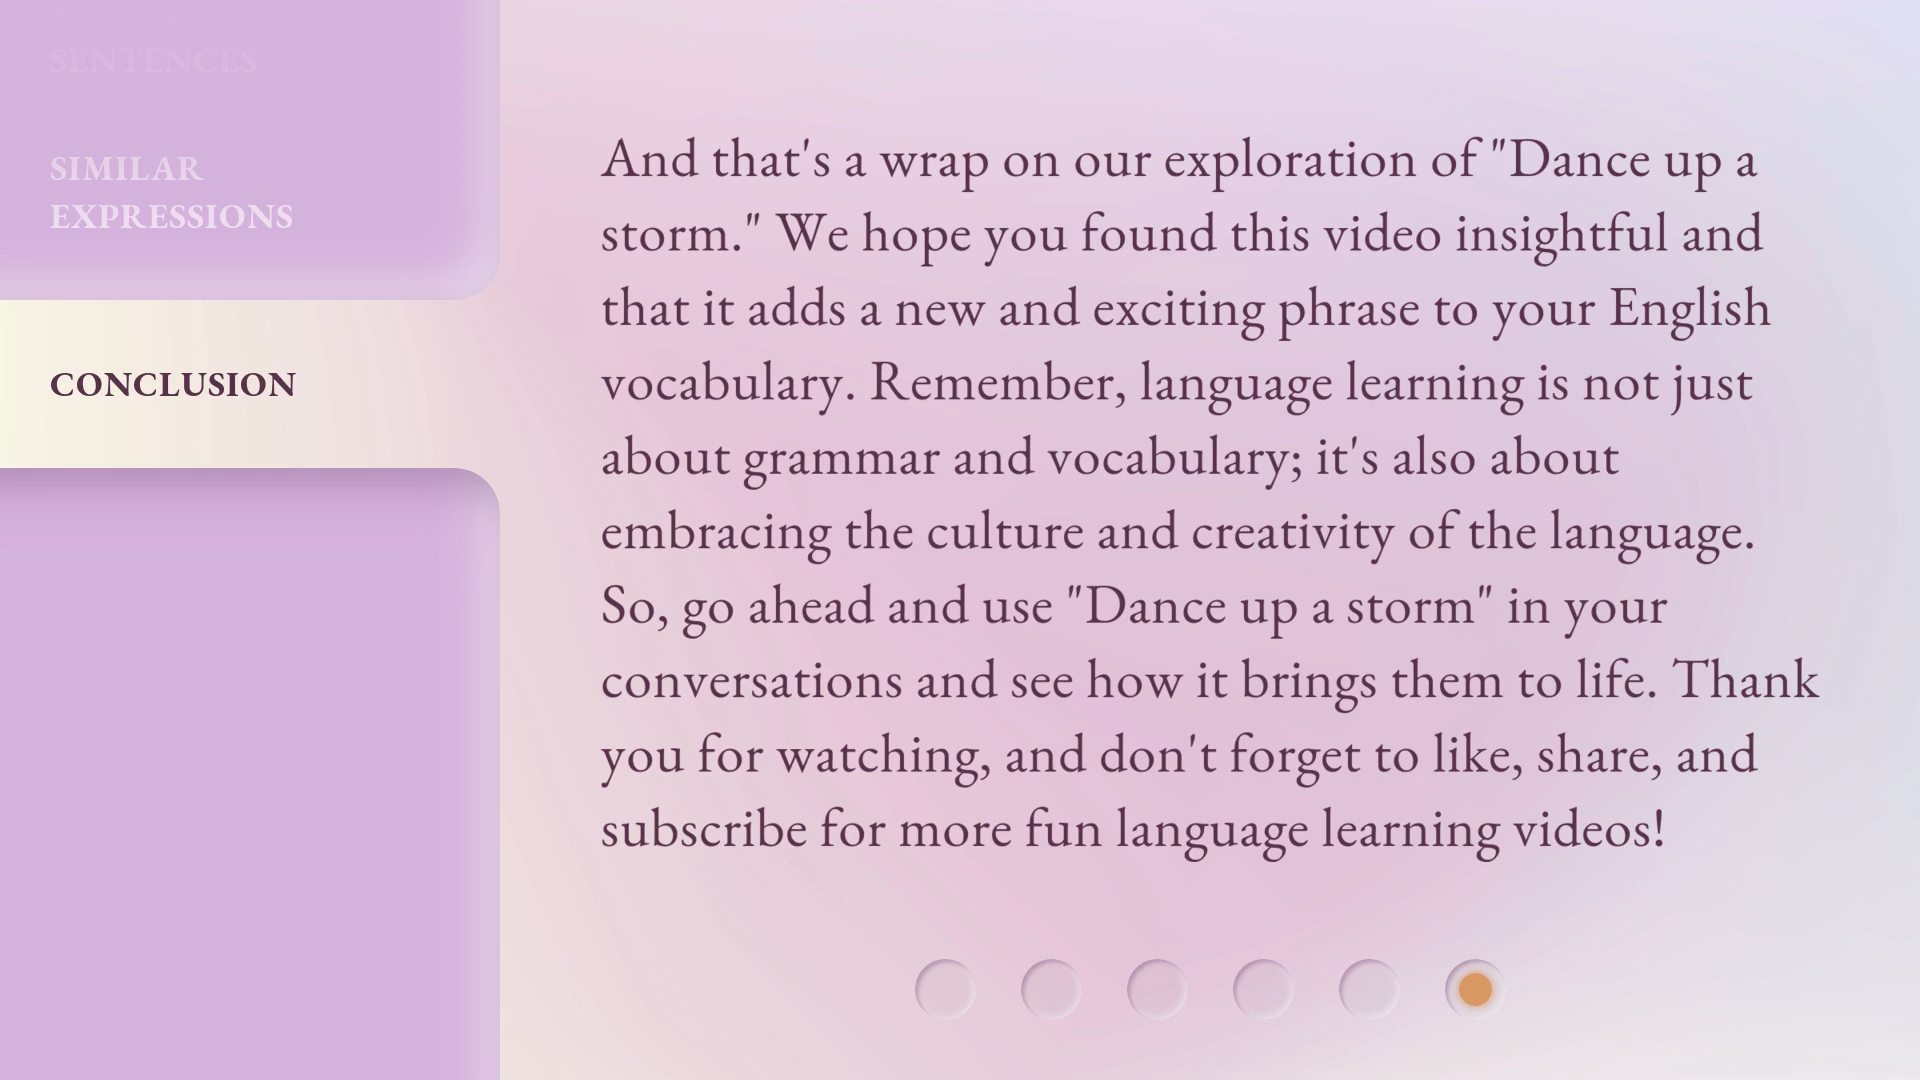 SENTENCES
SIMILAR
EXPRESSIONS
CONCLUSION
And that's a wrap on our exploration of "Dance up a
storm." We hope you found this video insightful and
that it adds a new and exciting phrase to your English
vocabulary. Remember, language learning is not just
about grammar and vocabulary; it's also about
embracing the culture and creativity of the language.
So, go ahead and use "Dance up a storm" in your
conversations and see how it brings them to life. Thank
you for watching, and don't forget to like, share, and
subscribe for more fun language learning videos!